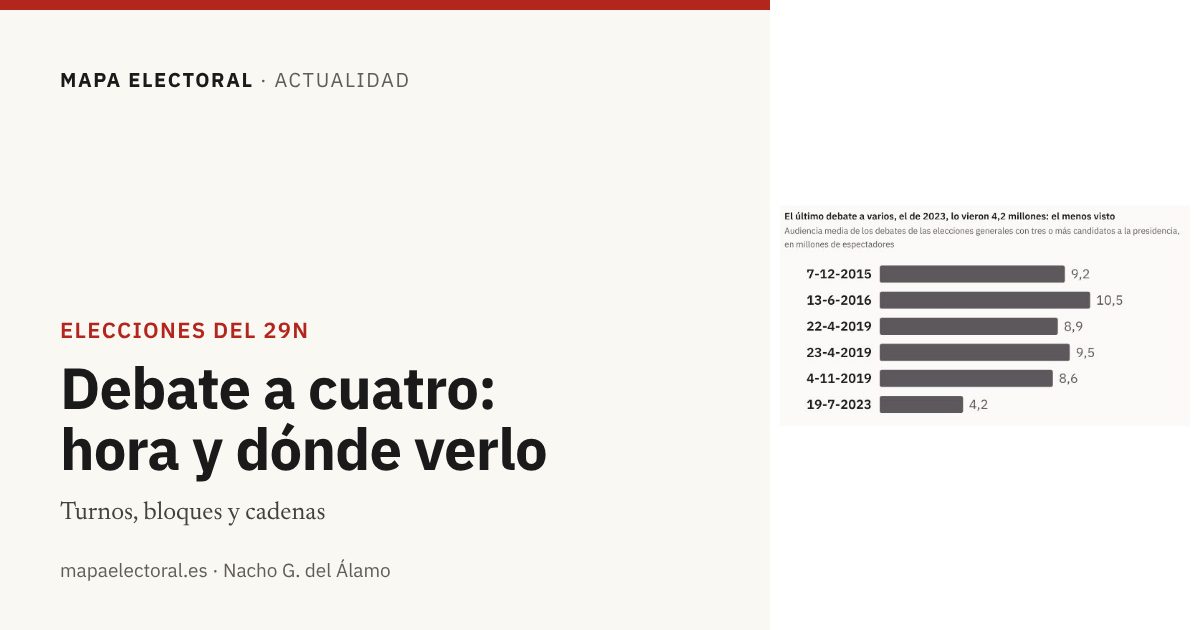 MAPA ELECTORAL · ACTUALIDAD
ELECCIONES DEL 29N
Debate a cuatro:
hora y dónde verlo
Turnos, bloques y cadenas
mapaelectoral.es · Nacho G. del Álamo
El último debate a varios, el de 2023, lo vieron 4,2 millones: el menos visto
Audiencia media de los debates de las elecciones generales con tres o más candidatos a la presidencia,
en millones de espectadores
7-12-2015 9,2
13-6-2016 10,5
22-4-2019 8,9
23-4-2019 9,5
4-11-2019 8,6
19-7-2023 4,2